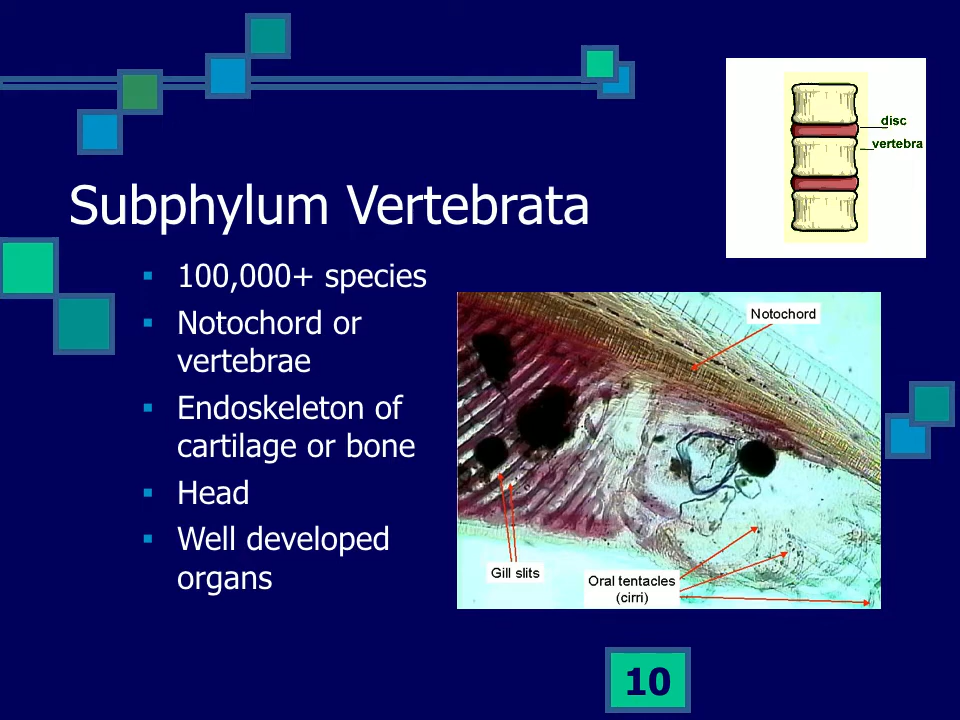 disc
vertebra
Subphylum Vertebrata
▪ 100,000+ species
▪ Notochord or
vertebrae
▪ Endoskeleton of
cartilage or bone
▪ Head
▪ Well developed
organs
Notochord
Gill slits
Oral tentacles
(cirri)
10